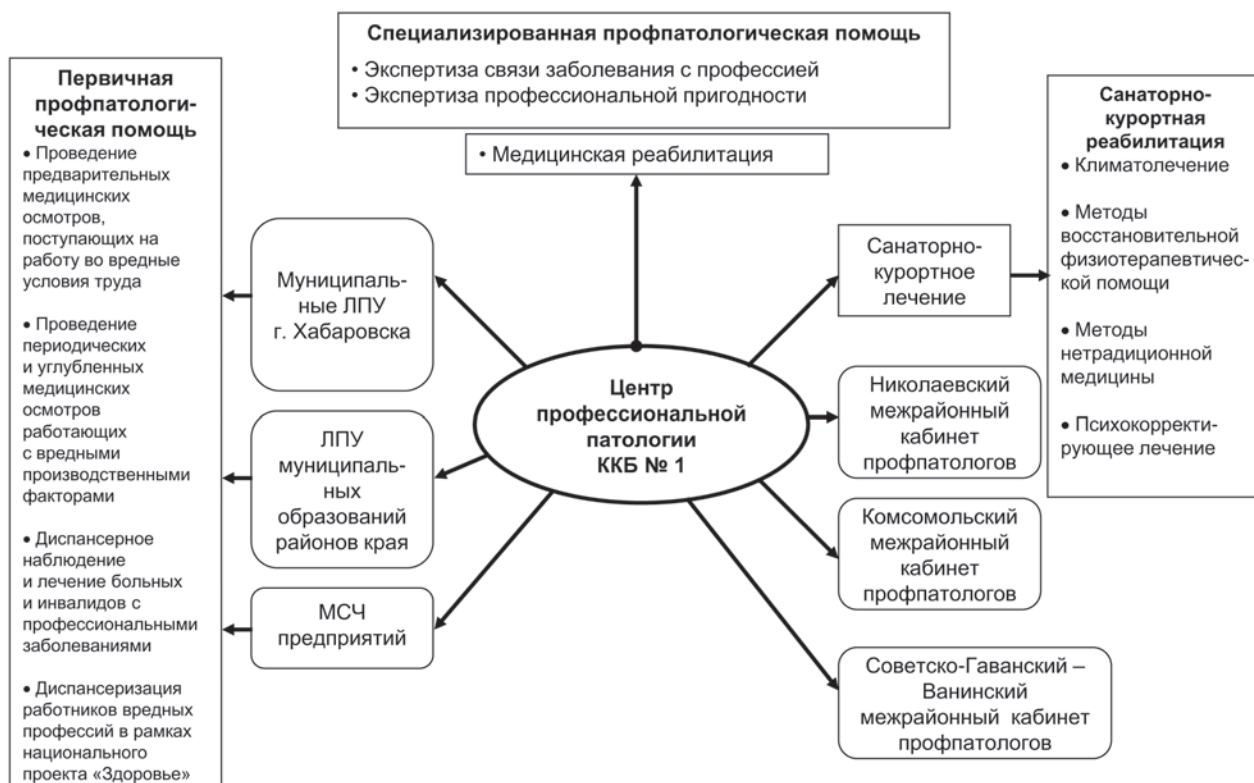 Специализированная профпатологическая помощь
• Экспертиза связи заболевания с профессией
• Экспертиза профессиональной пригодности
• Медицинская реабилитация
Первичная
профпатологи-
ческая помощь
• Проведение
предварительных
медицинских
осмотров,
поступающих на
работу во вредные
условия труда
• Проведение
периодических
и углубленных
медицинских
осмотров
работающих
с вредными
производственными
факторами
• Диспансерное
наблюдение
и лечение больных
и инвалидов с
профессиональными
заболеваниями
• Диспансеризация
работников вредных
профессий в рамках
национального
проекта «Здоровье»
Муниципаль-
ные ЛПУ
г. Хабаровска
ЛПУ
муниципаль-
ных
образований
районов края
МСЧ
предприятий
Центр
профессиональной
патологии
ККБ № 1
Санаторно-
курортное
лечение
Николаевский
межрайонный
кабинет
профпатологов
Комсомольский
межрайонный
кабинет
профпатологов
Советско-Гаванский –
Ванинский
межрайонный кабинет
профпатологов
Санаторно-
курортная
реабилитация
• Климатолечение
• Методы
восстановительной
физиотерапевтичес-
кой помощи
• Методы
нетрадиционной
медицины
• Психокорректи-
рующее лечение